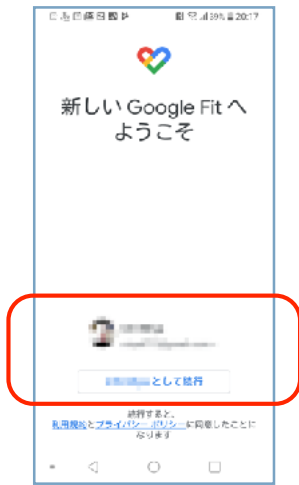 39% 20:17
新しい Google Fit へ
ようこそ
として続行
続行すると、
利用規約とプライバシー ポリシーに同意したことに
なります